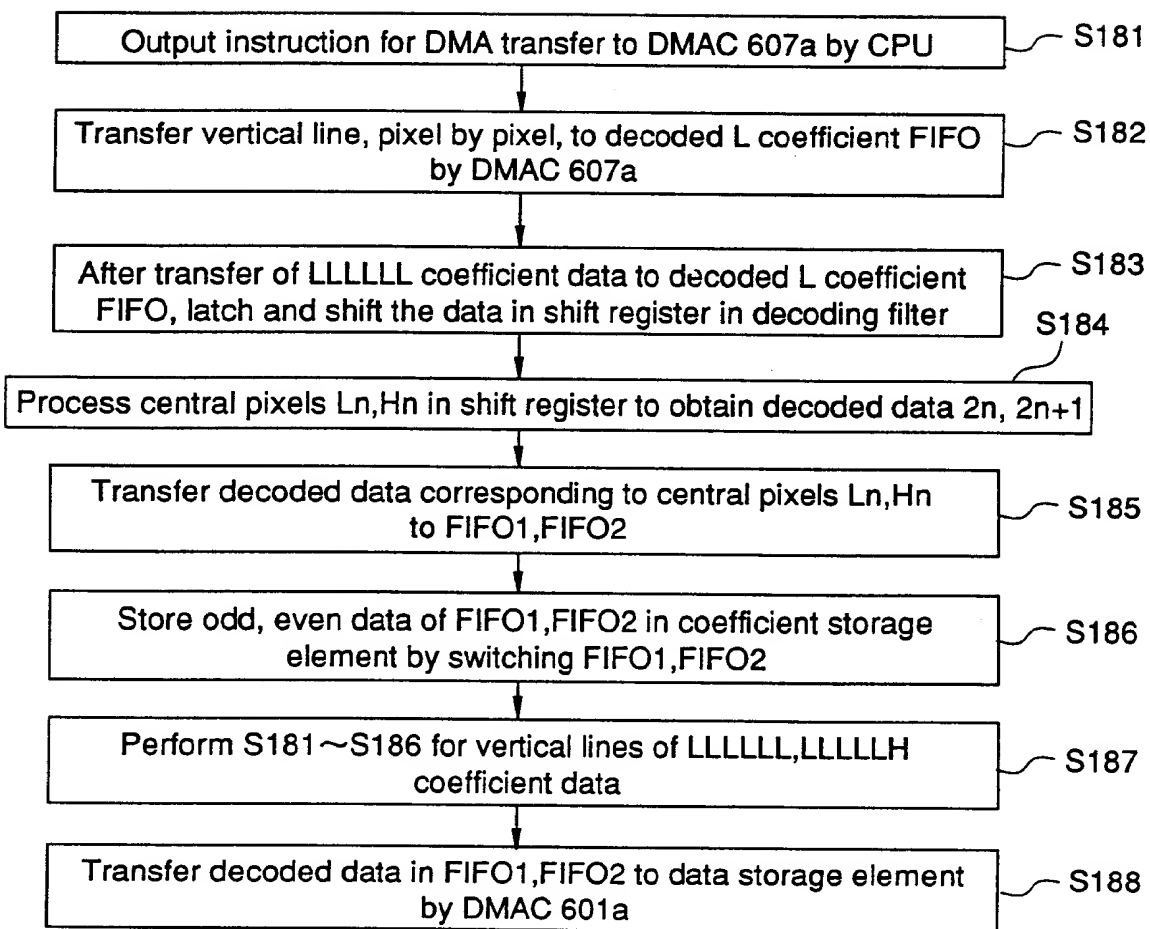 Output instruction for DMA transfer to DMAC 607a by CPU
S181
Transfer vertical line, pixel by pixel, to decoded L coefficient FIFO
by DMAC 607a
S182
After transfer of LLLLLL coefficient data to decoded L coefficient
FIFO, latch and shift the data in shift register in decoding filter
S183
S184
Process central pixels Ln,Hn in shift register to obtain decoded data 2n, 2n+1
Transfer decoded data corresponding to central pixels Ln,Hn
to FIFO1,FIFO2
S185
Store odd, even data of FIFO1,FIFO2 in coefficient storage
element by switching FIFO1,FIFO2
S186
Perform S181~S186 for vertical lines of LLLLLL,LLLLLH
coefficient data
S187
Transfer decoded data in FIFO1,FIFO2 to data storage element
by DMAC 601a
S188